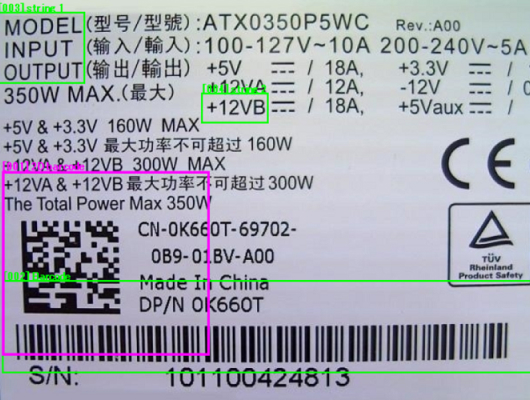 [003]string 1
MODEL (型号/型號): ATX0350P5WC Rev.: A00
INPUT (输入/輸入): 100-127V~10A 200-240V~5A
OUTPUT (输出/輸出) +5V / 18A, +3.3V /
350W MAX.(最大) +12VA / 12A, -12V / 0
+12VB / 18A, +5Vaux /
+5V & +3.3V 160W MAX
+5V & +3.3V 最大功率不可超过 160W
+12VA & +12VB 300W MAX
+12VA & +12VB 最大功率不可超过 300W
The Total Power Max 350W
CN-0K660T-69702-
0B9-01BV-A00
Made In China
DP/N 0K660T
CE
TÜV
Rheinland
Product Safety
S/N: 101100424813